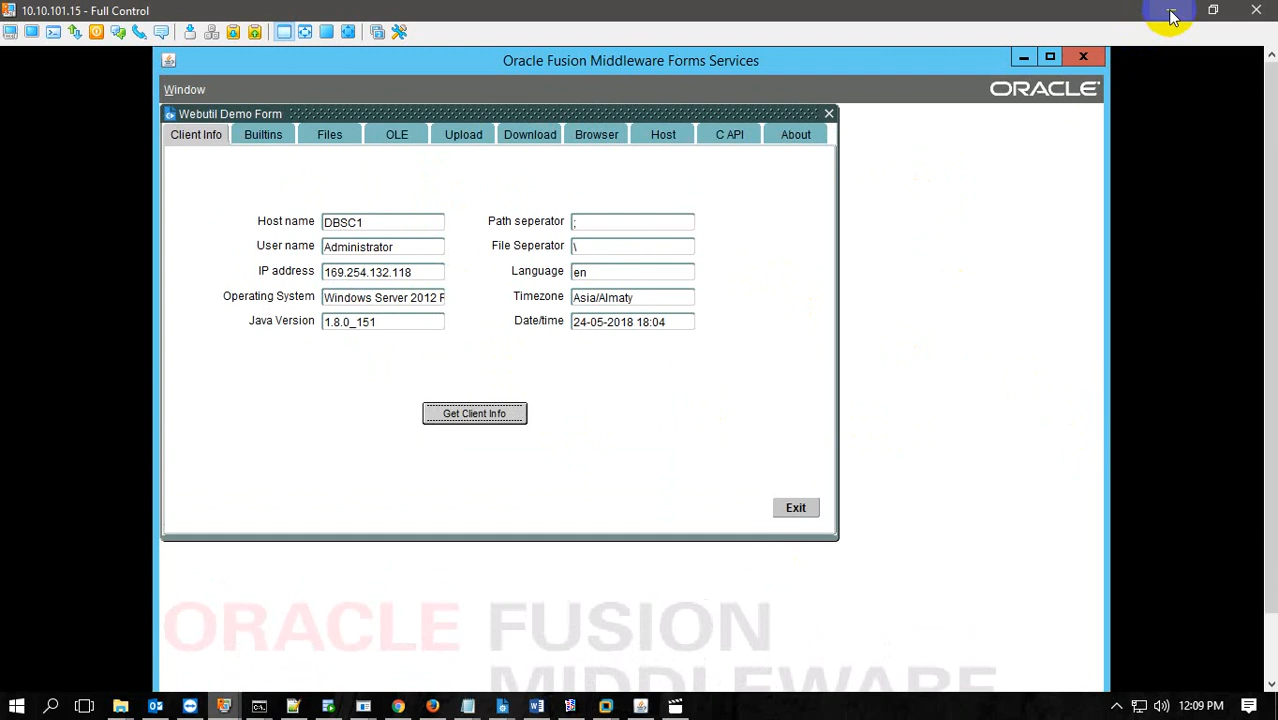 10.10.101.15 - Full Control
Oracle Fusion Middleware Forms Services
Window
ORACLE
Webutil Demo Form
Client Info Builtins Files OLE Upload Download Browser Host C API About
Host name DBSC1 Path seperator ;
User name Administrator File Seperator \
IP address 169.254.132.118 Language en
Operating System Windows Server 2012 Timezone Asia/Almaty
Java Version 1.8.0_151 Date/time 24-05-2018 18:04
Get Client Info
Exit
ORACLE FUSION
MIDDLEWARE
12:09 PM